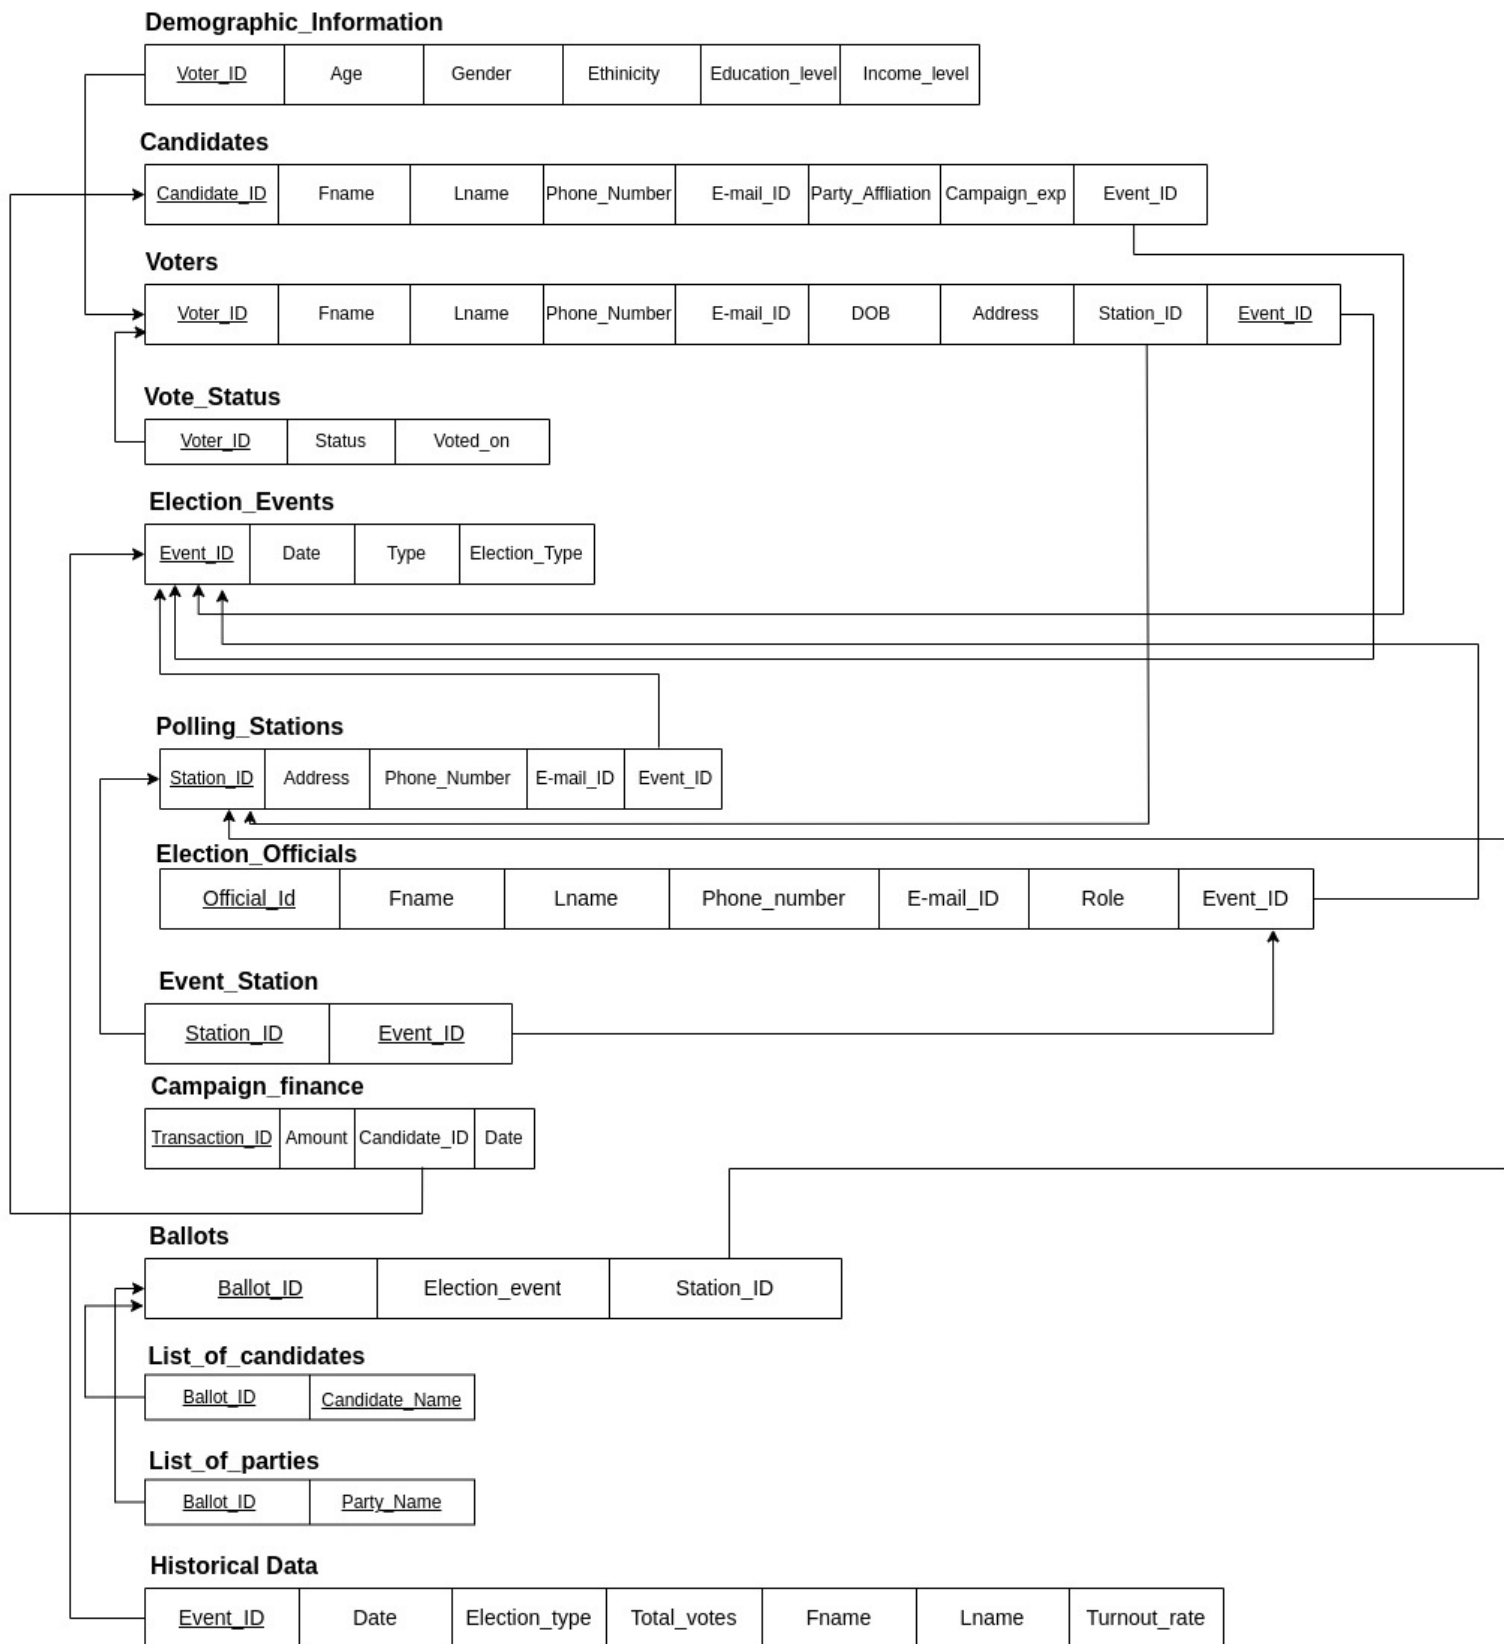 Demographic_Information
Voter_ID Age Gender Ethinicity Education_level Income_level
Candidates
Candidate_ID Fname Lname Phone_Number E-mail_ID Party_Affliation Campaign_exp Event_ID
Voters
Voter_ID Fname Lname Phone_Number E-mail_ID DOB Address Station_ID Event_ID
Vote_Status
Voter_ID Status Voted_on
Election_Events
Event_ID Date Type Election_Type
Polling_Stations
Station_ID Address Phone_Number E-mail_ID Event_ID
Election_Officials
Official_Id Fname Lname Phone_number E-mail_ID Role Event_ID
Event_Station
Station_ID Event_ID
Campaign_finance
Transaction_ID Amount Candidate_ID Date
Ballots
Ballot_ID Election_event Station_ID
List_of_candidates
Ballot_ID Candidate_Name
List_of_parties
Ballot_ID Party_Name
Historical Data
Event_ID Date Election_type Total_votes Fname Lname Turnout_rate